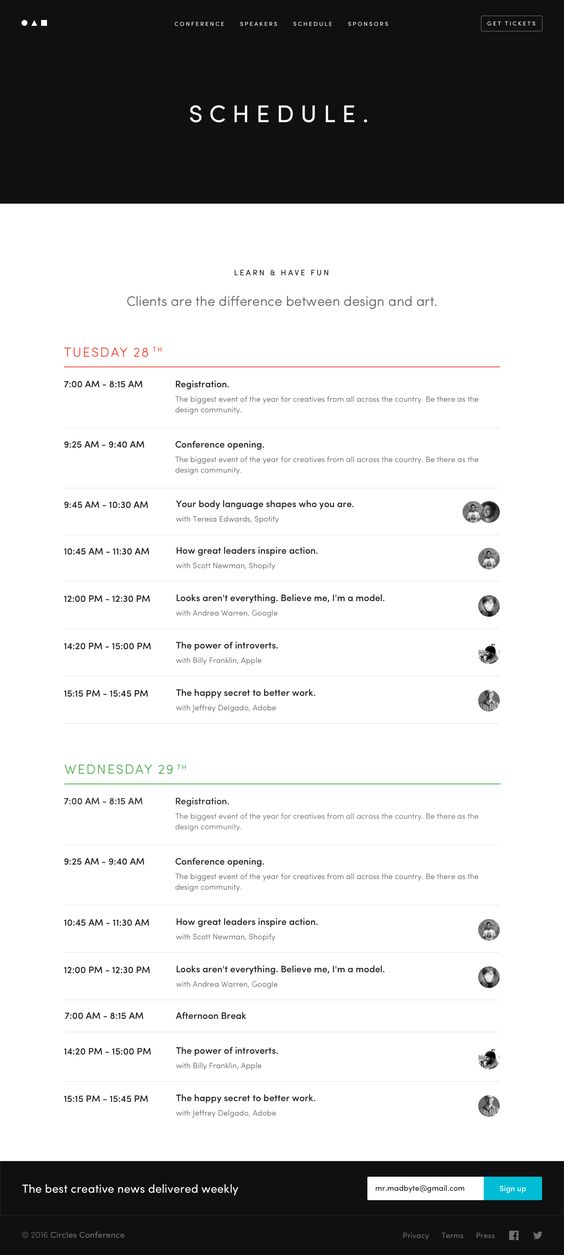 CONFERENCE SPEAKERS SCHEDULE SPONSORS GET TICKETS
SCHEDULE.
LEARN & HAVE FUN
Clients are the difference between design and art.
TUESDAY 28 TH
7:00 AM - 8:15 AM Registration.
The biggest event of the year for creatives from all across the country. Be there as the
design community.
9:25 AM - 9:40 AM Conference opening.
The biggest event of the year for creatives from all across the country. Be there as the
design community.
9:45 AM - 10:30 AM Your body language shapes who you are.
with Teresa Edwards, Spotify
10:45 AM - 11:30 AM How great leaders inspire action.
with Scott Newman, Shopify
12:00 PM - 12:30 PM Looks aren't everything. Believe me, I'm a model.
with Andrea Warren, Google
14:20 PM - 15:00 PM The power of introverts.
with Billy Franklin, Apple
15:15 PM - 15:45 PM The happy secret to better work.
with Jeffrey Delgado, Adobe
WEDNESDAY 29 TH
7:00 AM - 8:15 AM Registration.
The biggest event of the year for creatives from all across the country. Be there as the
design community.
9:25 AM - 9:40 AM Conference opening.
The biggest event of the year for creatives from all across the country. Be there as the
design community.
10:45 AM - 11:30 AM How great leaders inspire action.
with Scott Newman, Shopify
12:00 PM - 12:30 PM Looks aren't everything. Believe me, I'm a model.
with Andrea Warren, Google
7:00 AM - 8:15 AM Afternoon Break
14:20 PM - 15:00 PM The power of introverts.
with Billy Franklin, Apple
15:15 PM - 15:45 PM The happy secret to better work.
with Jeffrey Delgado, Adobe
The best creative news delivered weekly mr.madbyte@gmail.com Sign up
© 2016 Circles Conference Privacy Terms Press